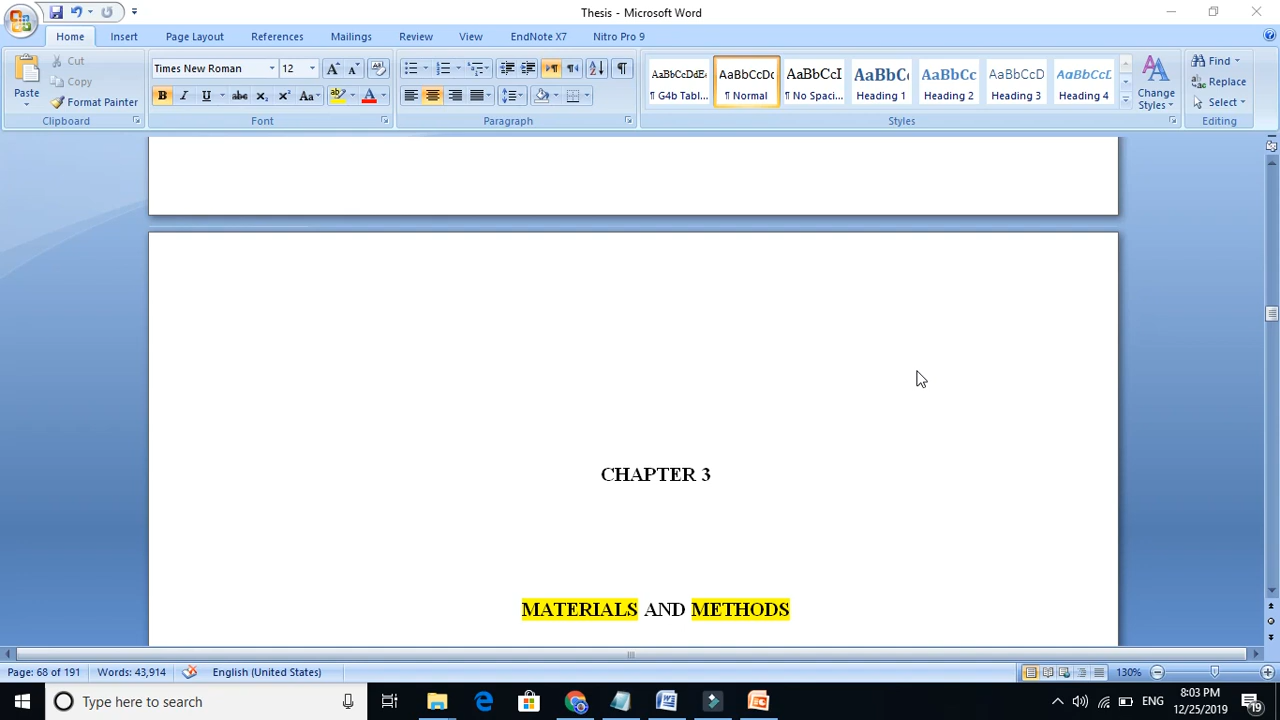 Thesis - Microsoft Word
Home Insert Page Layout References Mailings Review View EndNote X7 Nitro Pro 9
Paste
Cut
Copy
Format Painter
Clipboard
Times New Roman 12
Font
Paragraph
AaBbCcDdEe AaBbCcDc AaBbCcI AaBbCc AaBbCc AaBbCcD AaBbCcL
¶ G4b Tabl... ¶ Normal ¶ No Spaci... Heading 1 Heading 2 Heading 3 Heading 4
Change
Styles
Styles
Find
Replace
Select
Editing
CHAPTER 3
MATERIALS AND METHODS
Page: 68 of 191 Words: 43,914 English (United States) 130%
Type here to search
ENG
8:03 PM
12/25/2019
19